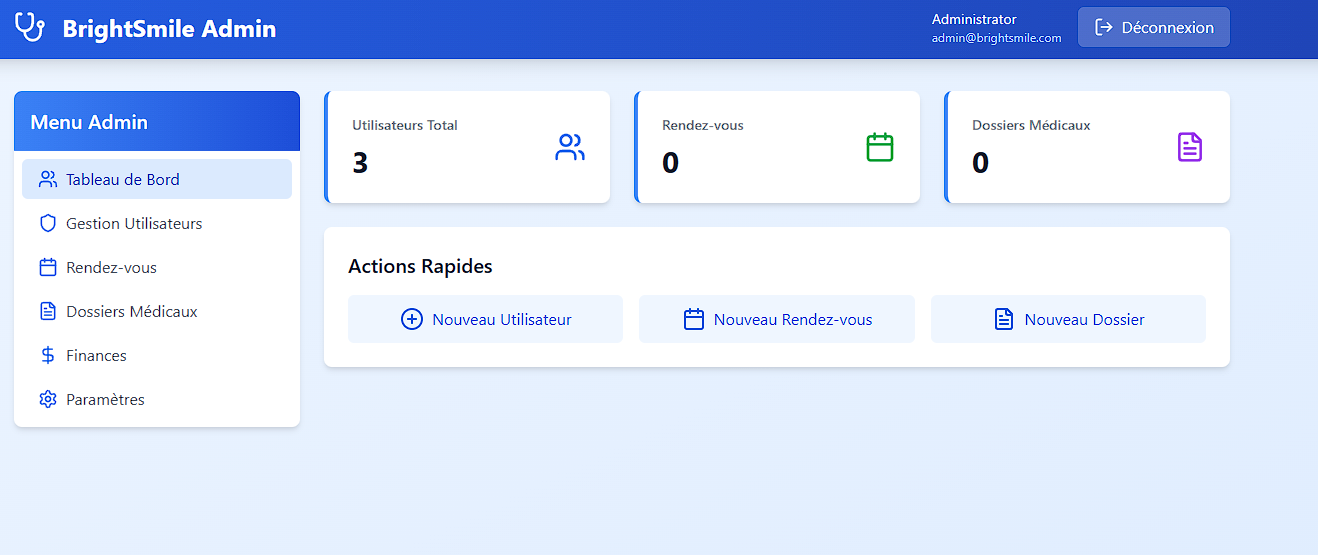 BrightSmile Admin
Administrator
admin@brightsmile.com
Déconnexion
Menu Admin
Tableau de Bord
Gestion Utilisateurs
Rendez-vous
Dossiers Médicaux
Finances
Paramètres
Utilisateurs Total
3
Rendez-vous
0
Dossiers Médicaux
0
Actions Rapides
Nouveau Utilisateur
Nouveau Rendez-vous
Nouveau Dossier